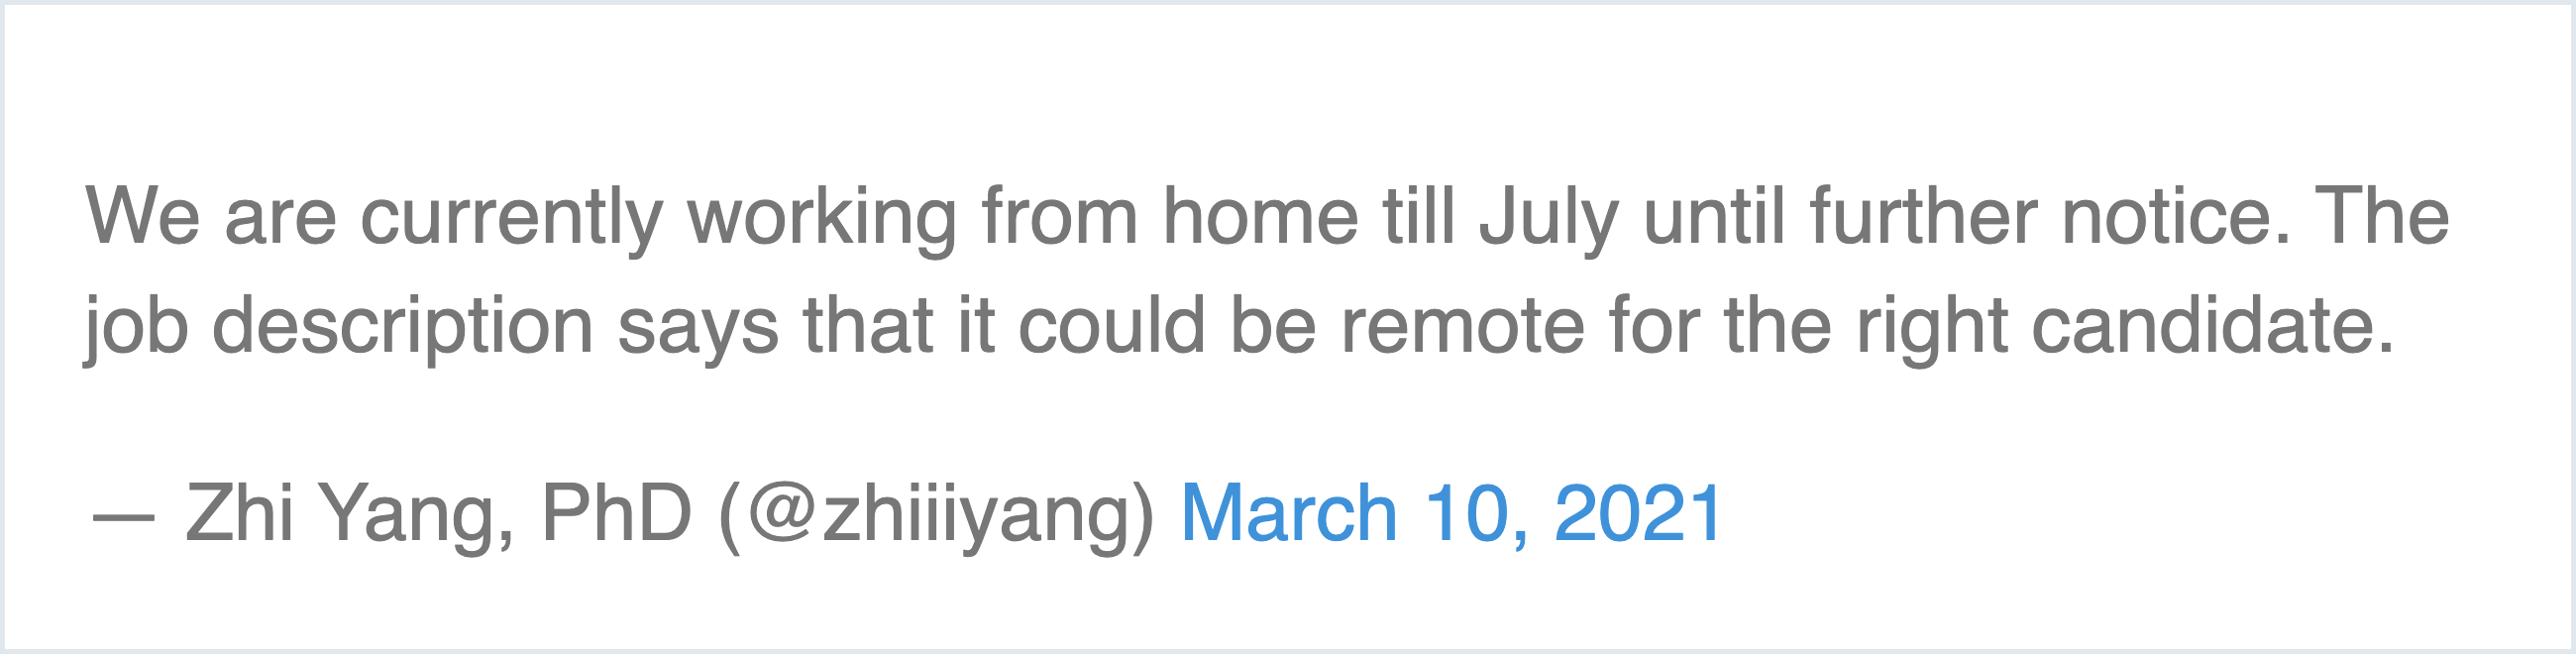 We are currently working from home till July until further notice. The
job description says that it could be remote for the right candidate.
— Zhi Yang, PhD (@zhiiiyang) March 10, 2021